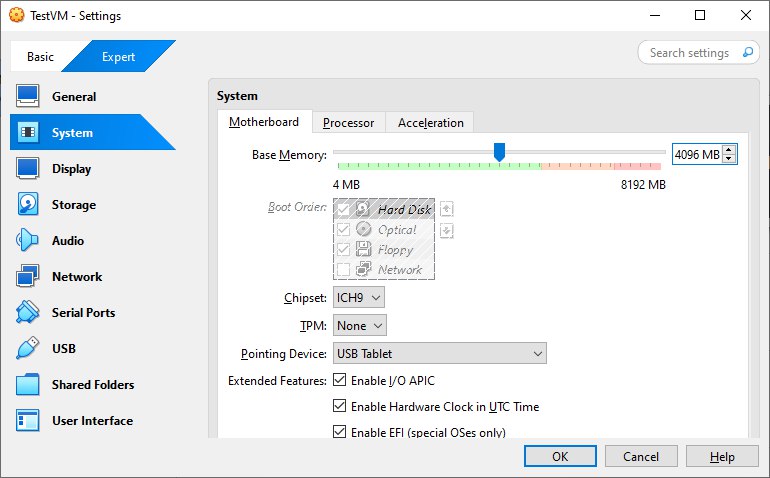 TestVM - Settings
Basic
Expert
Search settings
General
System
Display
Storage
Audio
Network
Serial Ports
USB
Shared Folders
User Interface
System
Motherboard
Processor
Acceleration
Base Memory:
4096 MB
4 MB
8192 MB
Boot Order:
Hard Disk
Optical
Floppy
Network
Chipset:
ICH9
TPM:
None
Pointing Device:
USB Tablet
Extended Features:
Enable I/O APIC
Enable Hardware Clock in UTC Time
Enable EFI (special OSes only)
OK
Cancel
Help